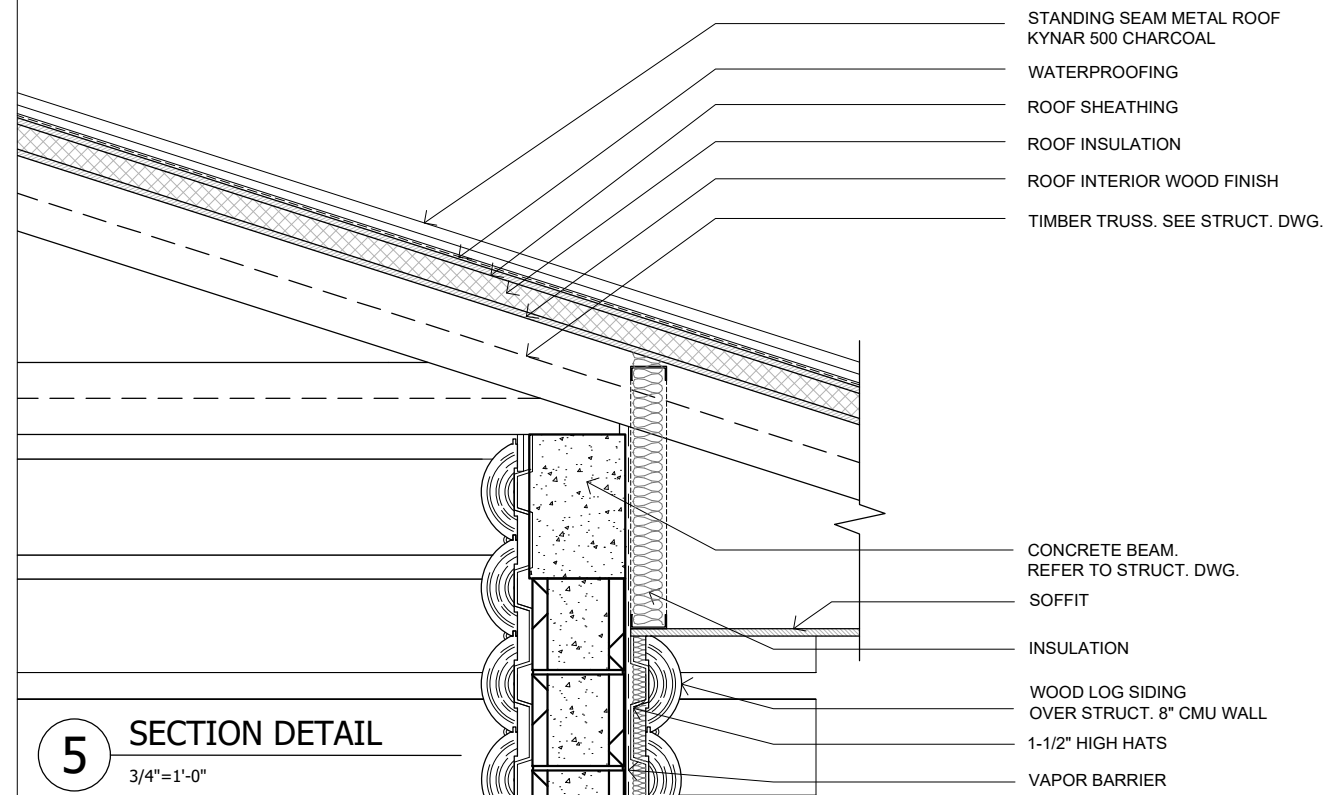 STANDING SEAM METAL ROOF
KYNAR 500 CHARCOAL
WATERPROOFING
ROOF SHEATHING
ROOF INSULATION
ROOF INTERIOR WOOD FINISH
TIMBER TRUSS. SEE STRUCT. DWG.
CONCRETE BEAM.
REFER TO STRUCT. DWG.
SOFFIT
INSULATION
WOOD LOG SIDING
OVER STRUCT. 8" CMU WALL
1-1/2" HIGH HATS
VAPOR BARRIER
5 SECTION DETAIL
3/4"=1'-0"